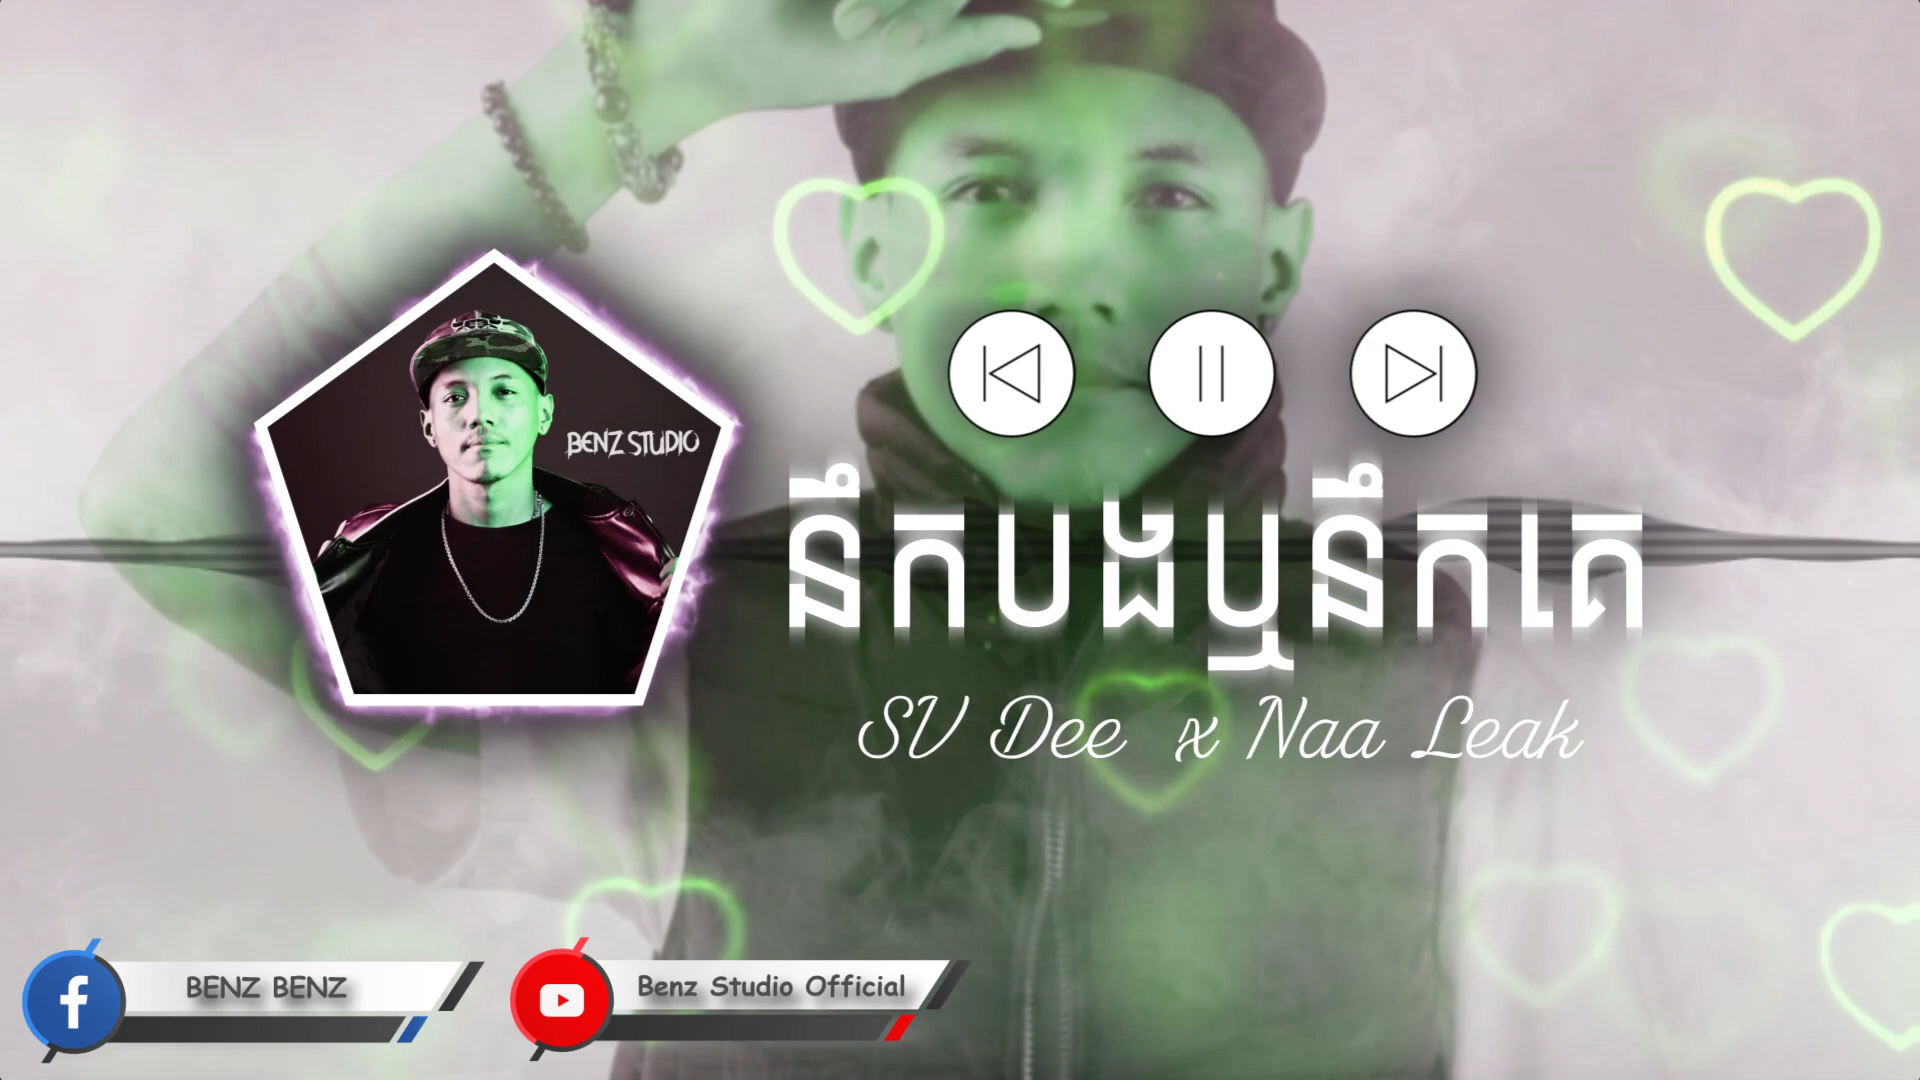 BENZ STUDIO
នឹកបងឬនឹកគេ
SV Dee x Naa Leak
BENZ BENZ
Benz Studio Official